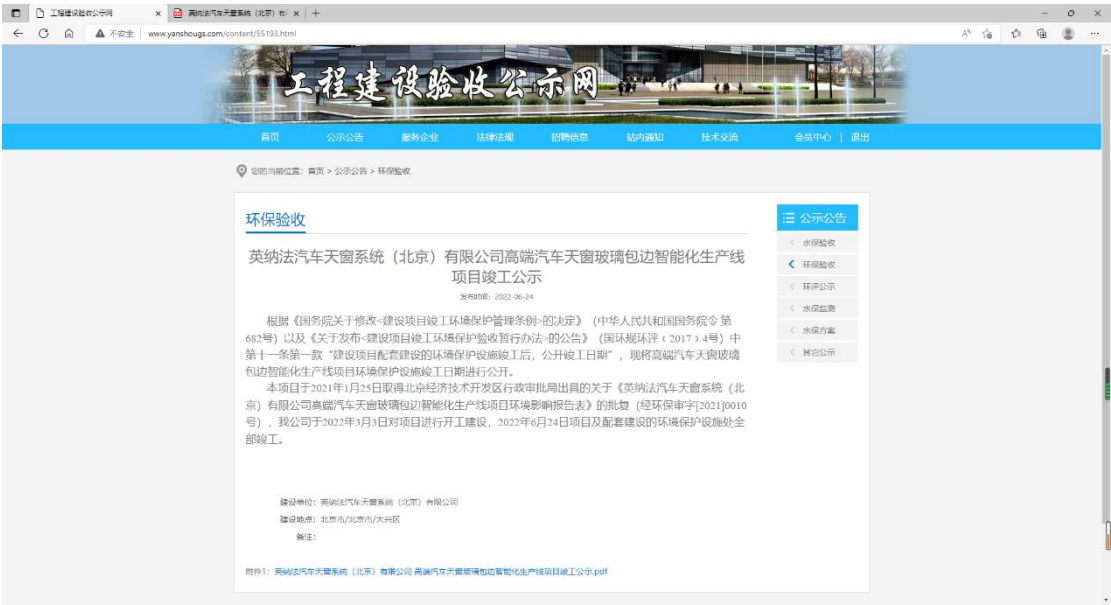 工程建设验收公示网
英纳法汽车天窗系统（北京）有
不安全
www.yanshougs.com/content/55193.html
工程建设验收公示网
首页 公示公告 服务企业 法律法规 招聘信息 站内通知 技术交流 会员中心 | 退出
您的当前位置：首页 > 公示公告 > 环保验收
环保验收
英纳法汽车天窗系统（北京）有限公司高端汽车天窗玻璃包边智能化生产线
项目竣工公示
发布时间：2022-06-24
根据《国务院关于修改<建设项目竣工环境保护管理条例>的决定》（中华人民共和国国务院令 第
682号）以及《关于发布<建设项目竣工环境保护验收暂行办法>的公告》（国环规环评﹝2017﹞4号）中
第十一条第一款“建设项目配套建设的环境保护设施竣工后，公开竣工日期”，现将高端汽车天窗玻璃
包边智能化生产线项目环境保护设施竣工日期进行公开。
本项目于2021年1月25日取得北京经济技术开发区行政审批局出具的关于《英纳法汽车天窗系统（北
京）有限公司高端汽车天窗玻璃包边智能化生产线项目环境影响报告表》的批复（经环保审字[2021]0010
号），我公司于2022年3月3日对项目进行开工建设，2022年6月24日项目及配套建设的环境保护设施处全
部竣工。
建设单位：英纳法汽车天窗系统（北京）有限公司
建设地点：北京市/北京市/大兴区
备注：
附件1：英纳法汽车天窗系统（北京）有限公司 高端汽车天窗玻璃包边智能化生产线项目竣工公示.pdf
公示公告
水保验收
环保验收
环评公示
水保监测
水保方案
其它公示